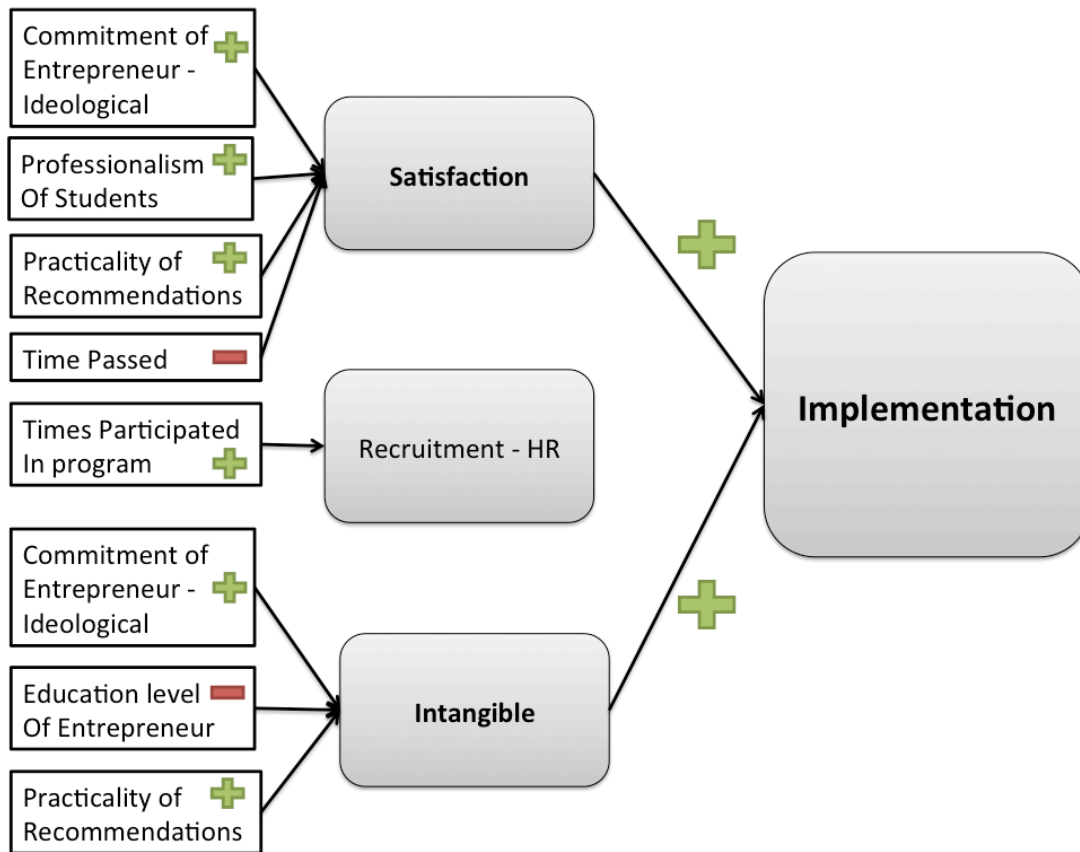 Commitment of
Entrepreneur -
Ideological
Professionalism
Of Students
Practicality of
Recommendations
Time Passed
Times Participated
In program
Commitment of
Entrepreneur -
Ideological
Education level
Of Entrepreneur
Practicality of
Recommendations
Satisfaction
Recruitment - HR
Intangible
Implementation